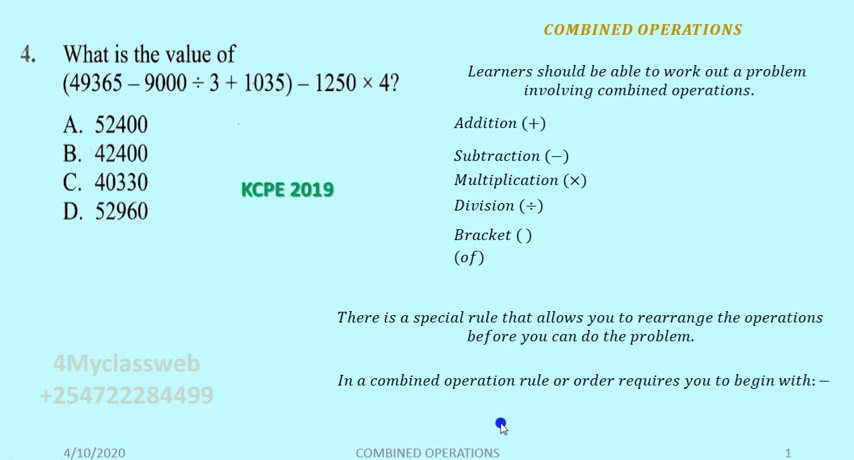 4. What is the value of
(49365 – 9000 ÷ 3 + 1035) – 1250 × 4?
A. 52400
B. 42400
C. 40330
D. 52960
KCPE 2019
4Myclassweb
+254722284499
COMBINED OPERATIONS
Learners should be able to work out a problem
involving combined operations.
Addition (+)
Subtraction (−)
Multiplication (×)
Division (÷)
Bracket ( )
(of)
There is a special rule that allows you to rearrange the operations
before you can do the problem.
In a combined operation rule or order requires you to begin with: −
4/10/2020
COMBINED OPERATIONS
1